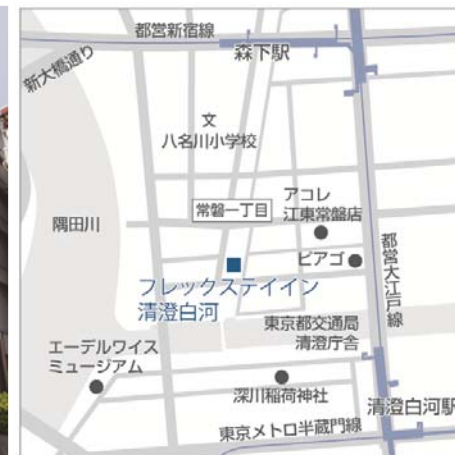 都営新宿線
森下駅
新大橋通り
文
八名川小学校
アコレ
江東常盤店
常磐一丁目
隅田川
ピアゴ
都営大江戸線
フレックステイイン
清澄白河
東京都交通局
清澄庁舎
エーデルワイス
ミュージアム
深川稲荷神社
清澄白河駅
東京メトロ半蔵門線